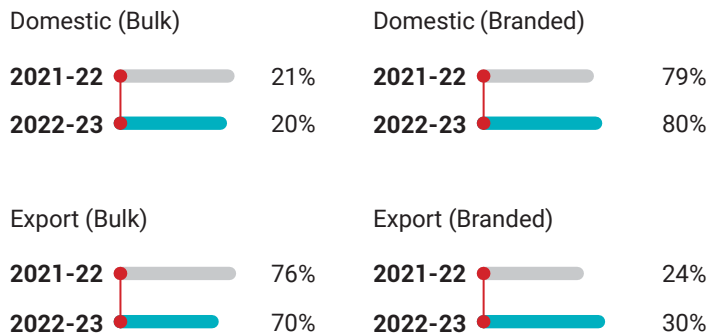 Domestic (Bulk)
2021-22 21%
2022-23 20%
Domestic (Branded)
2021-22 79%
2022-23 80%
Export (Bulk)
2021-22 76%
2022-23 70%
Export (Branded)
2021-22 24%
2022-23 30%